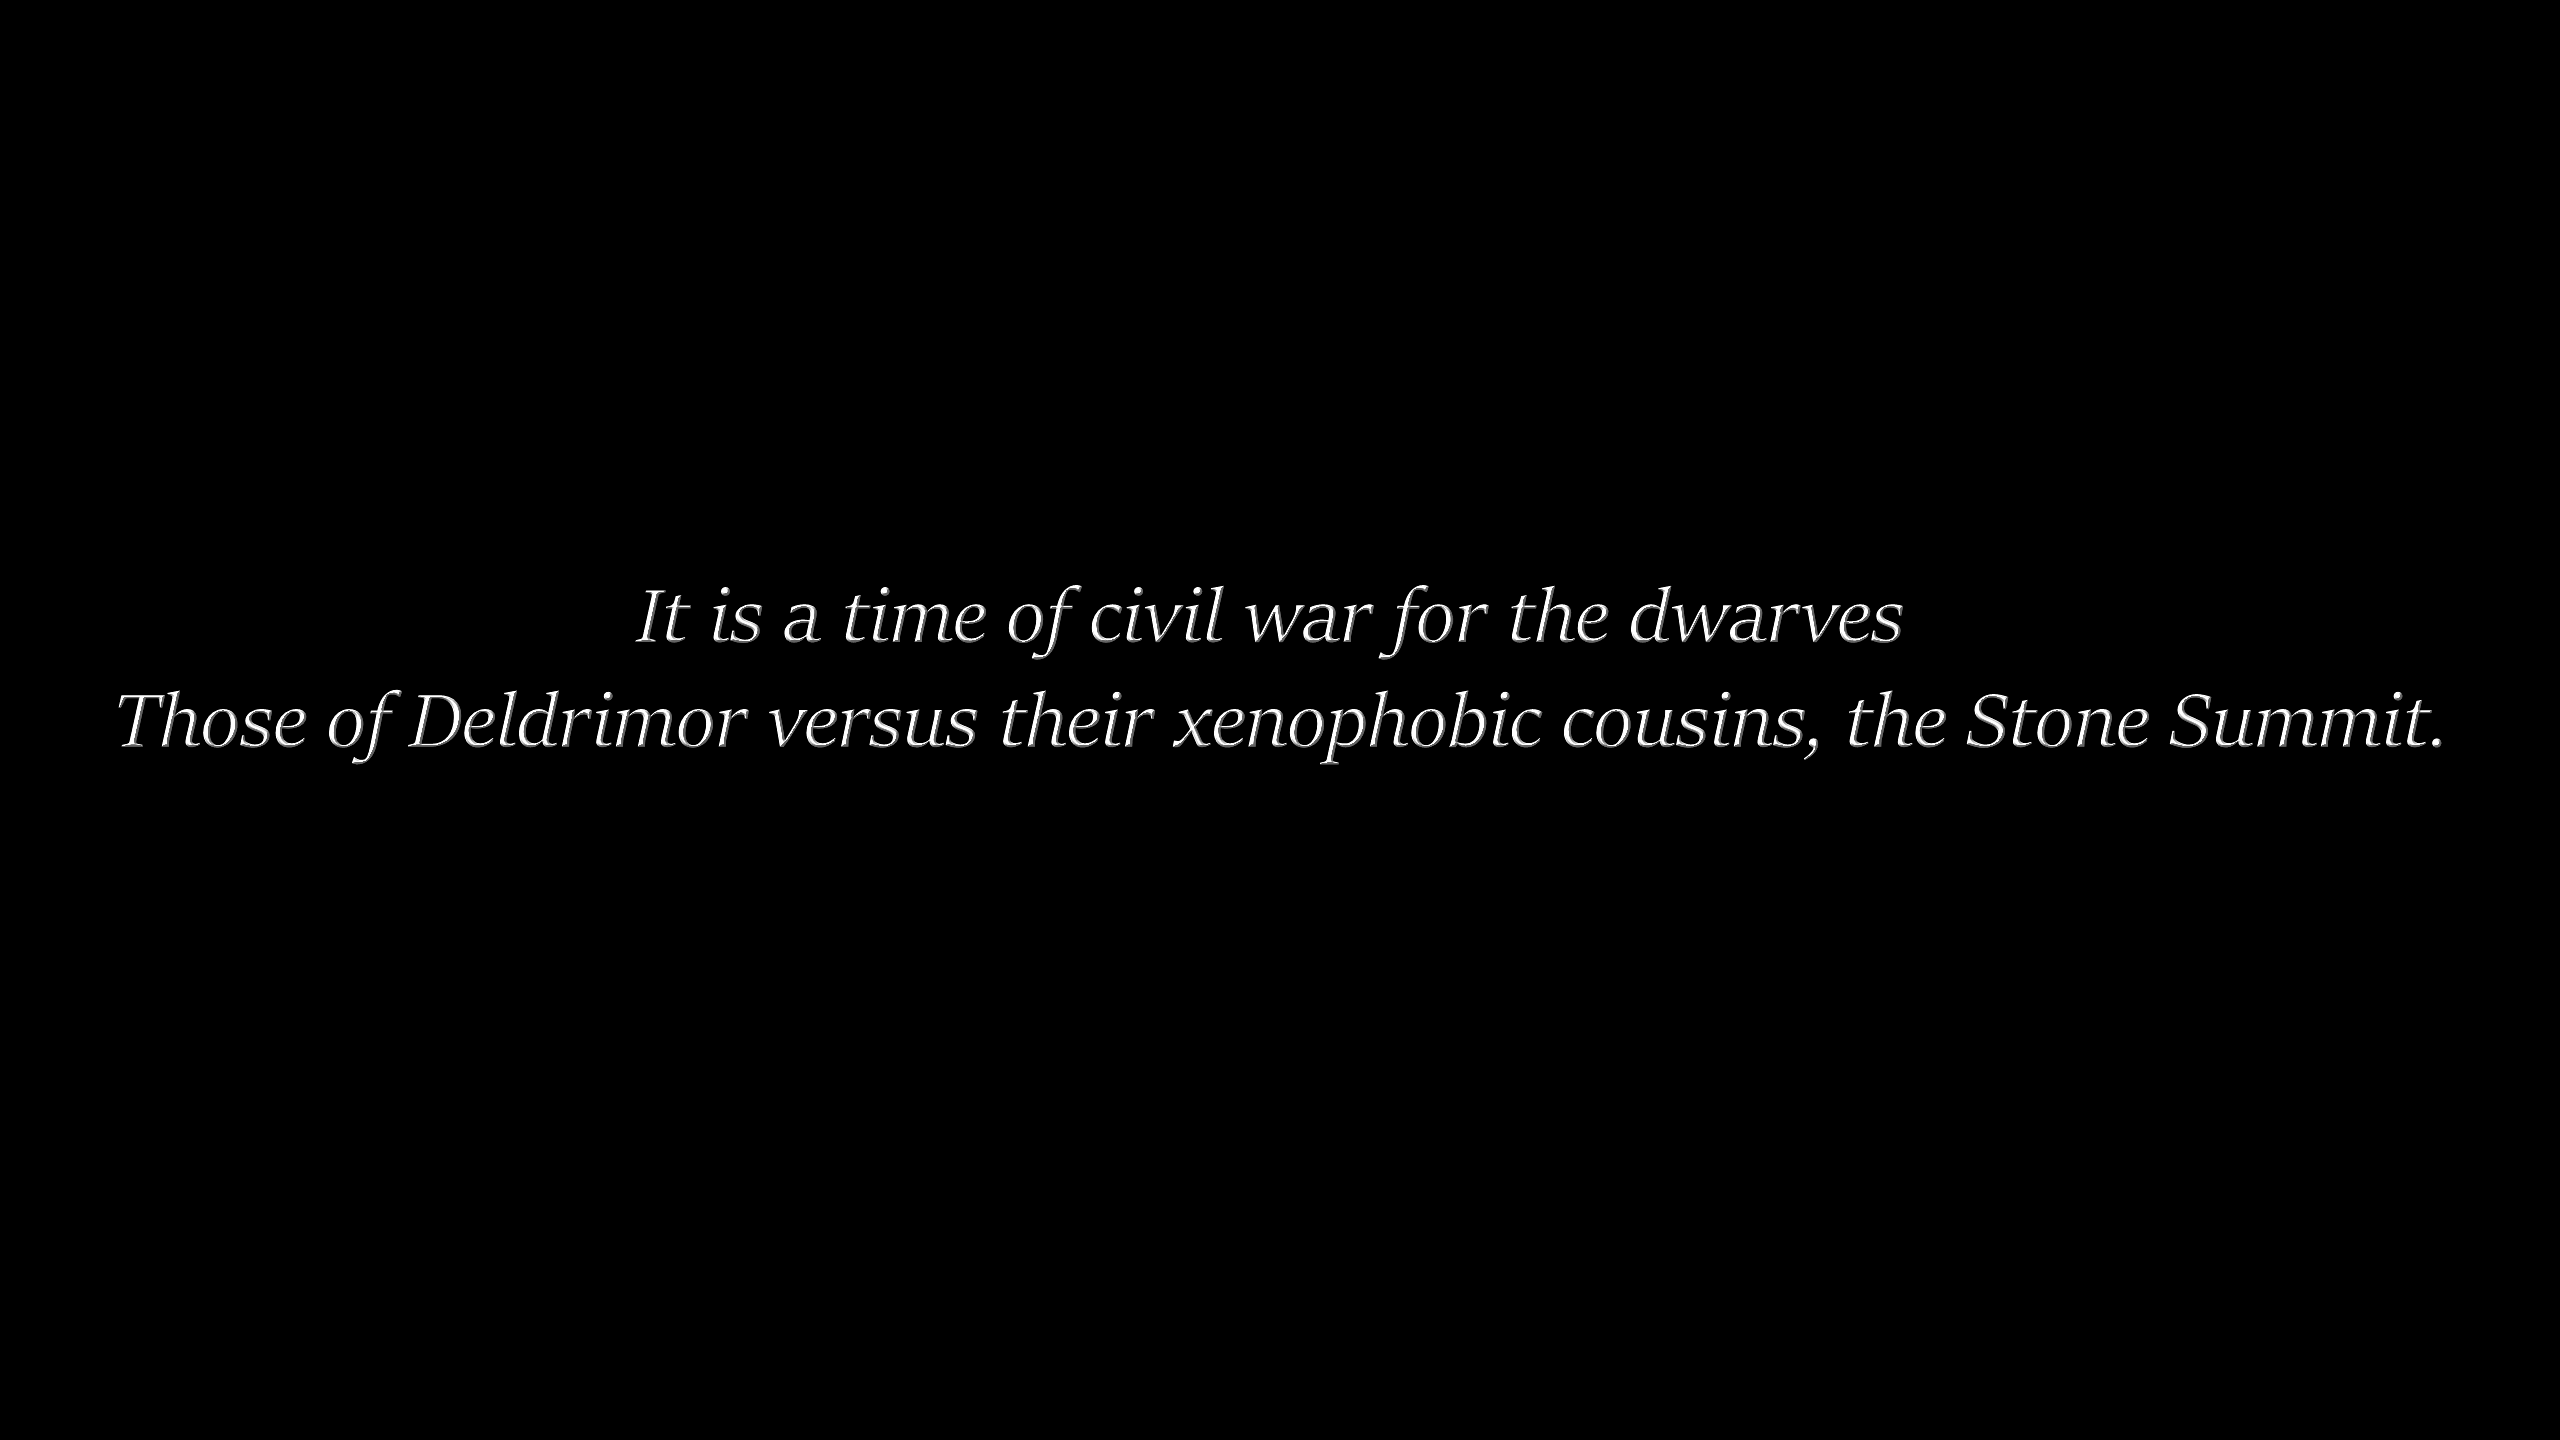 It is a time of civil war for the dwarves
Those of Deldrimor versus their xenophobic cousins, the Stone Summit.